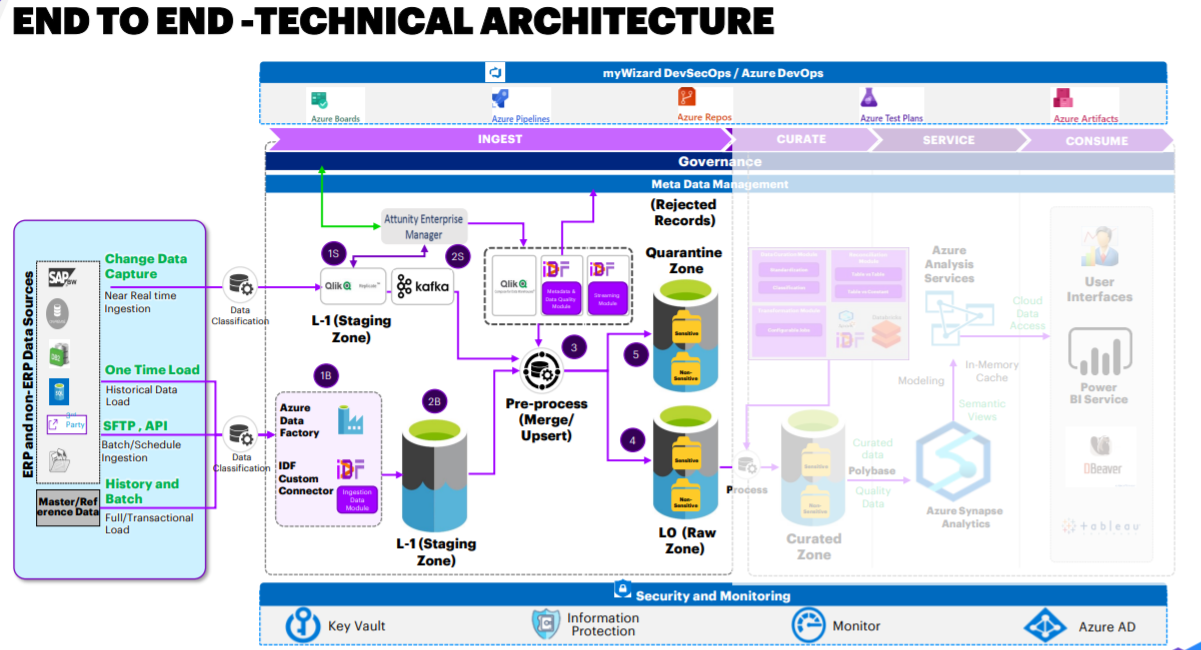 END TO END -TECHNICAL ARCHITECTURE
myWizard DevSecOps / Azure DevOps
Azure Boards
Azure Pipelines
Azure Repos
Azure Test Plans
Azure Artifacts
INGEST
CURATE
SERVICE
CONSUME
Governance
Meta Data Management
ERP and non-ERP Data Sources
SAP
BW
3rd
Party
Master/Ref
erence Data
Change Data
Capture
Near Real time
Ingestion
One Time Load
Historical Data
Load
SFTP , API
Batch/Schedule
Ingestion
History and
Batch
Full/Transactional
Load
Data
Classification
Data
Classification
Attunity Enterprise
Manager
1S
2S
Qlik
Replicate
kafka
L-1 (Staging
Zone)
1B
Azure
Data
Factory
IDF
Custom
Connector
IDF
Ingestion
Data
Module
2B
L-1 (Staging
Zone)
Qlik
IDF
Metadata &
Data Quality
Module
IDF
Streaming
Module
3
Pre-process
(Merge/
Upsert)
5
4
(Rejected
Records)
Quarantine
Zone
Sensitive
Non-
Sensitive
Sensitive
Non-
Sensitive
L0 (Raw
Zone)
Process
IDF
Databricks
Sensitive
Non-
Sensitive
Curated
Zone
Curated
data
Polybase
Quality
Data
Azure
Analysis
Services
Modeling
In-Memory
Cache
Semantic
Views
Azure Synapse
Analytics
Cloud
Data
Access
User
Interfaces
Power
BI Service
DBeaver
+ableau
Security and Monitoring
Key Vault
Information
Protection
Monitor
Azure AD